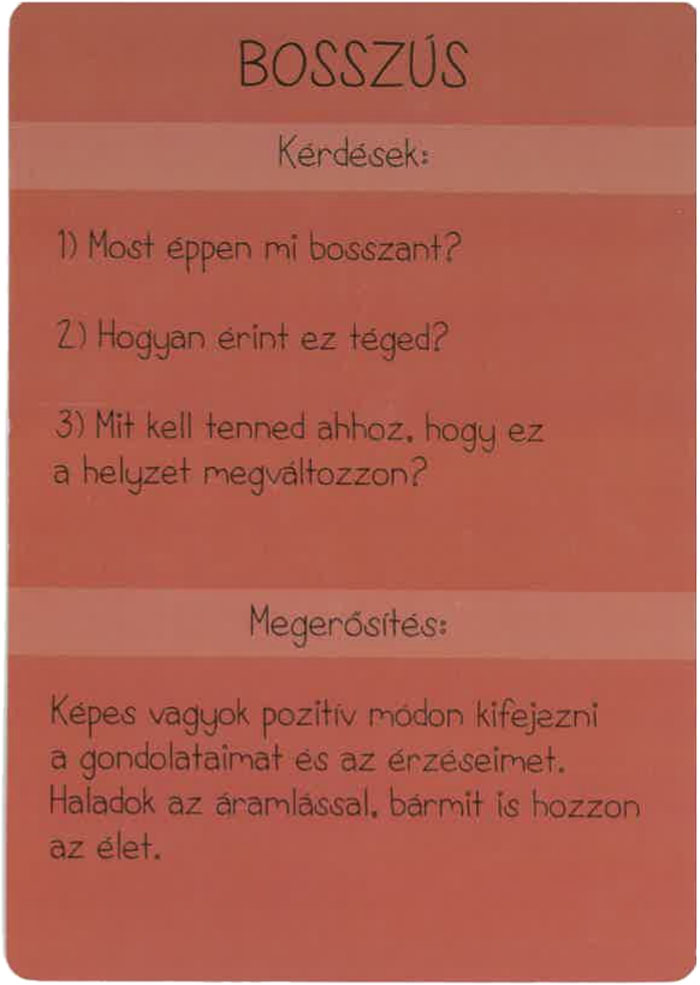 BOSSZÚS
Kérdések:
1) Most éppen mi bosszant?
2) Hogyan érint ez téged?
3) Mit kell tenned ahhoz, hogy ez
a helyzet megváltozzon?
Megerősítés:
Képes vagyok pozitív módon kifejezni
a gondolataimat és az érzéseimet.
Haladok az áramlással, bármit is hozzon
az élet.